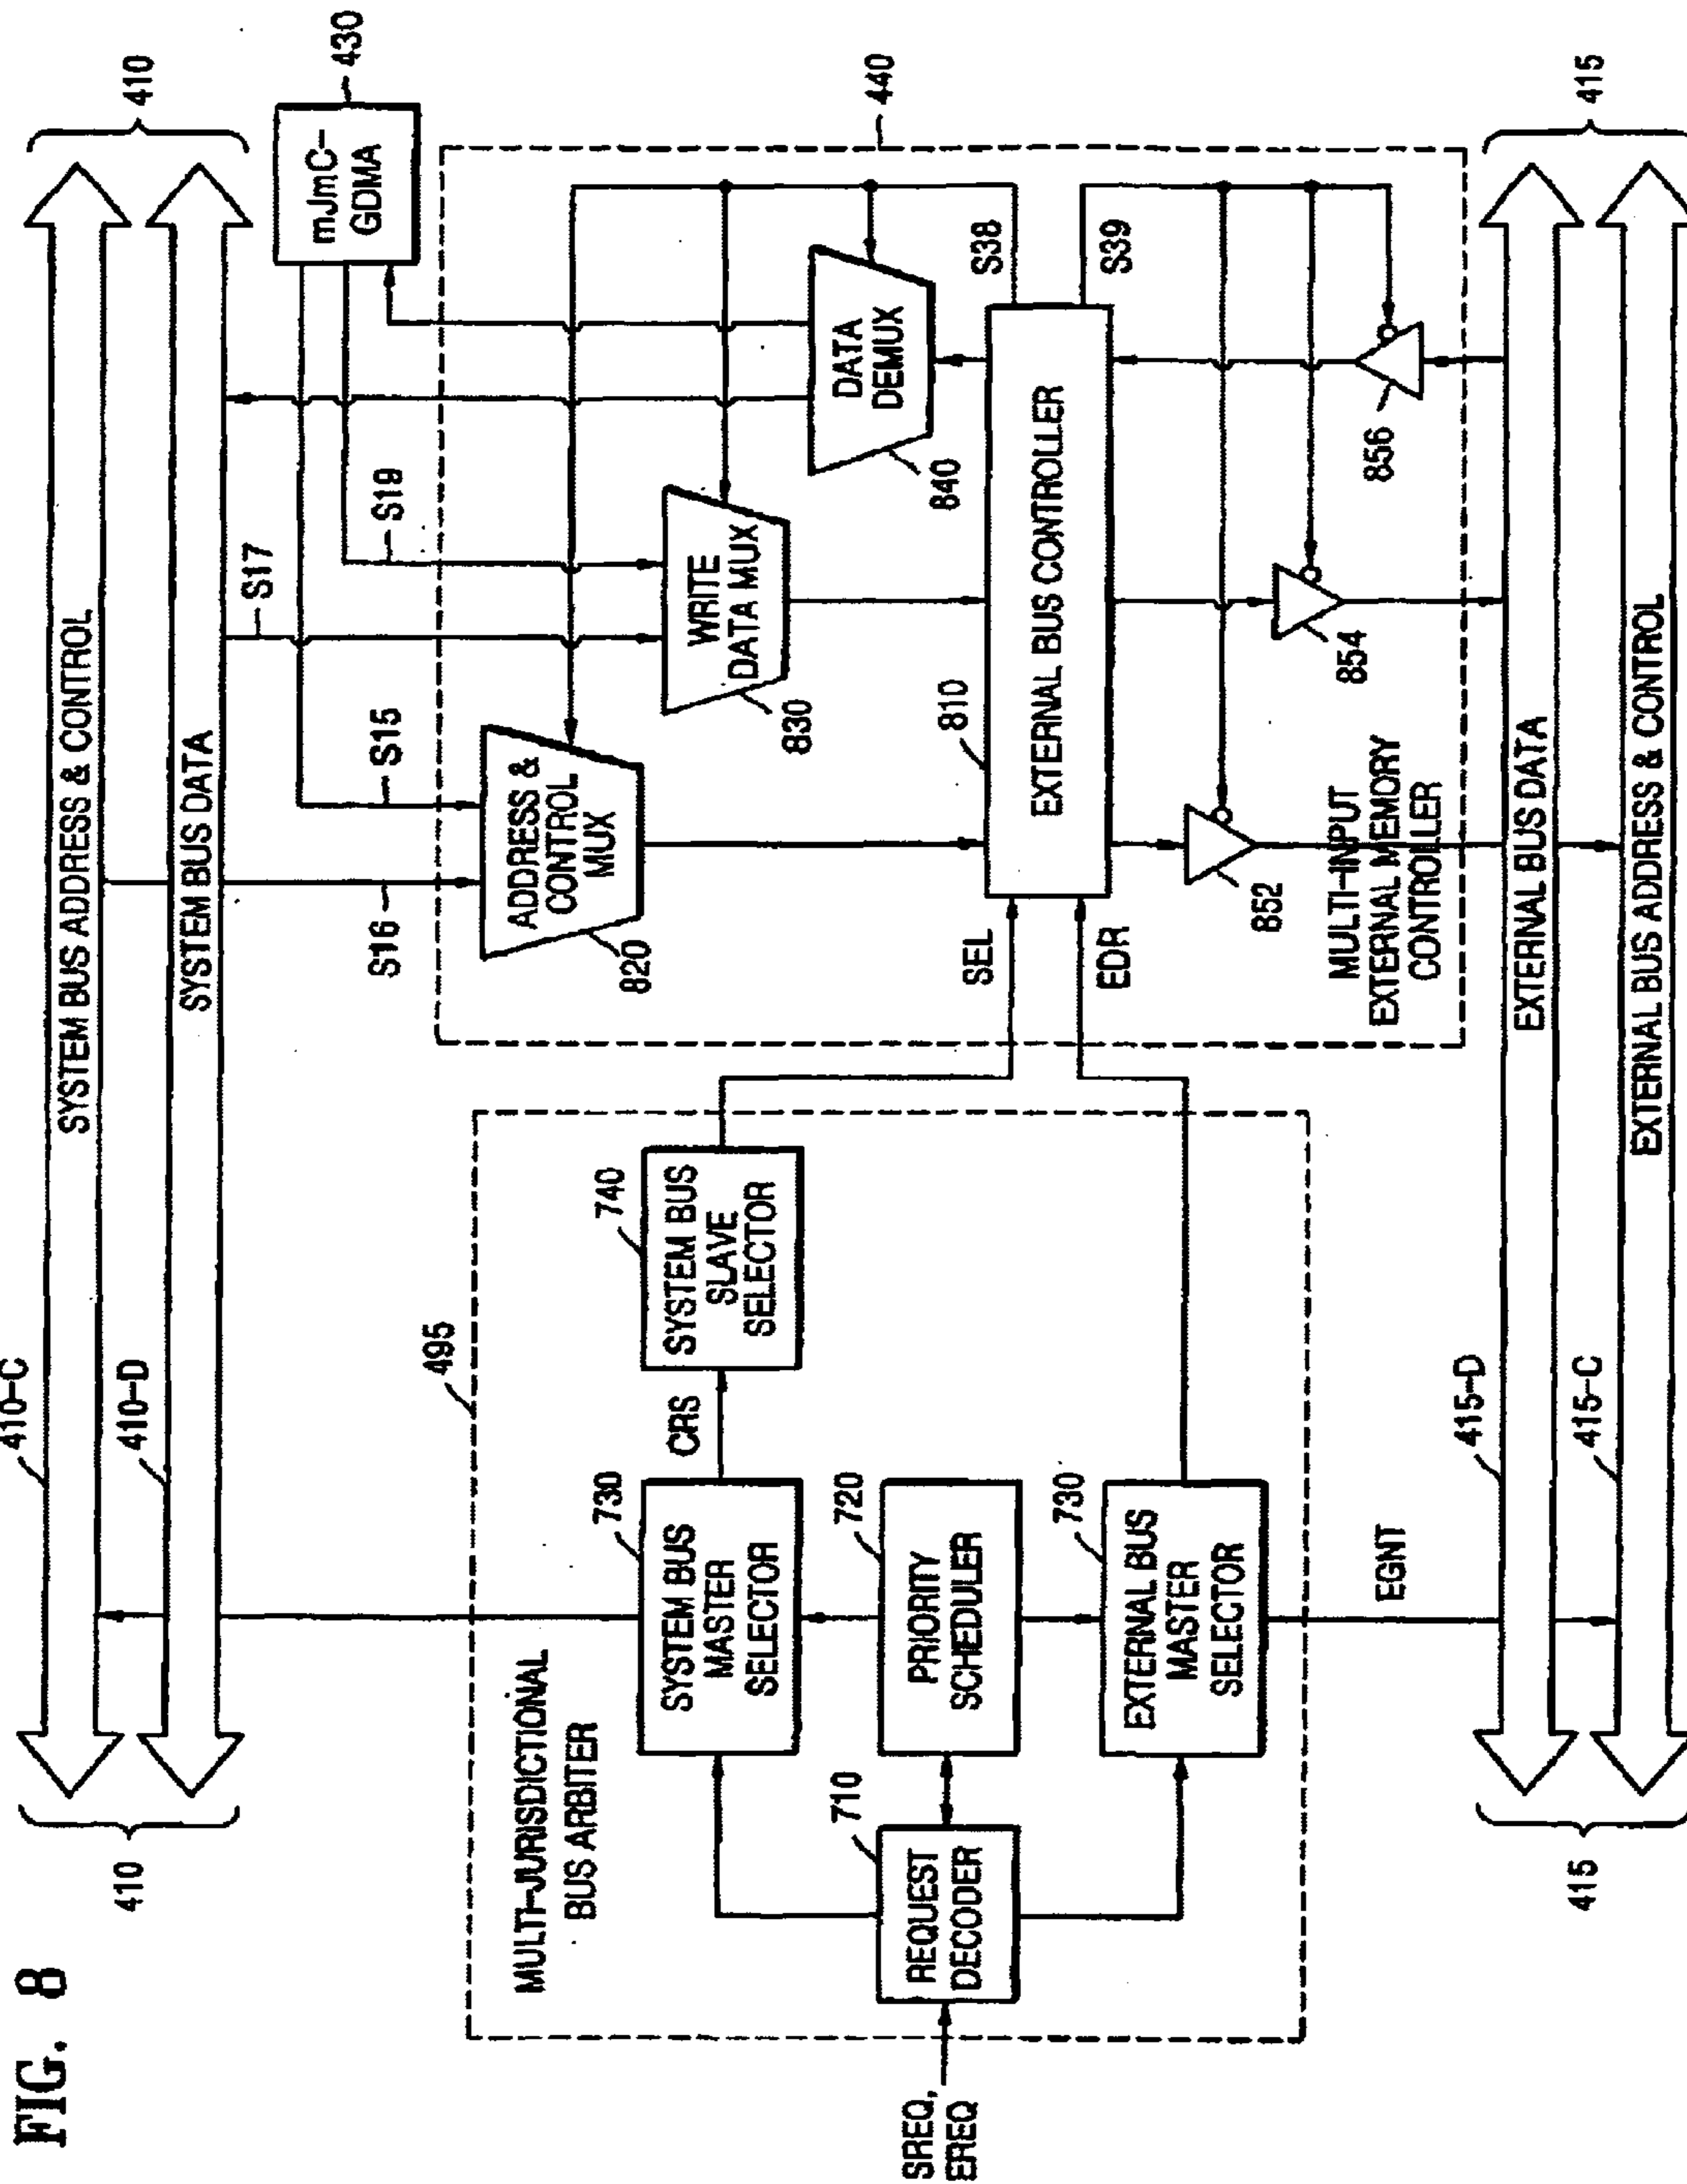 FIG. 8
410
410-C
SYSTEM BUS ADDRESS & CONTROL
410
410-D
SYSTEM BUS DATA
430
mJmC-
GDMA
S16
S15
S17
S19
495
MULTI-JURISDICTIONAL
BUS ARBITER
440
730
SYSTEM BUS
MASTER
SELECTOR
CRS
740
SYSTEM BUS
SLAVE
SELECTOR
820
ADDRESS &
CONTROL
MUX
830
WRITE
DATA MUX
840
DATA
DEMUX
SREQ,
EREQ
710
REQUEST
DECODER
720
PRIORITY
SCHEDULER
SEL
EDR
810
EXTERNAL BUS CONTROLLER
S38
S39
730
EXTERNAL BUS
MASTER
SELECTOR
852
854
856
MULTI-INPUT
EXTERNAL MEMORY
CONTROLLER
EGNT
415
415-D
EXTERNAL BUS DATA
415
415-C
EXTERNAL BUS ADDRESS & CONTROL